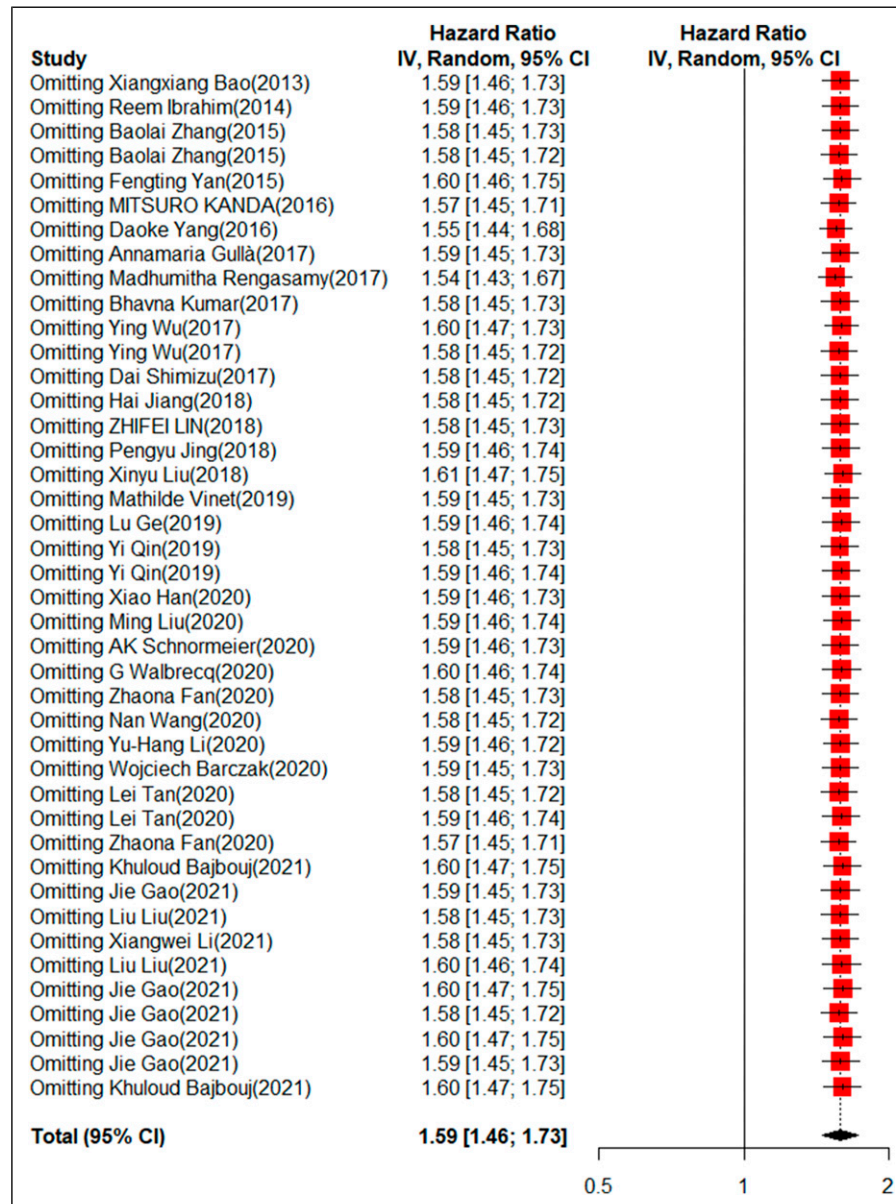 Hazard Ratio Hazard Ratio
Study IV, Random, 95% CI IV, Random, 95% CI
Omitting Xiangxiang Bao(2013) 1.59 [1.46; 1.73]
Omitting Reem Ibrahim(2014) 1.59 [1.46; 1.73]
Omitting Baolai Zhang(2015) 1.58 [1.45; 1.73]
Omitting Baolai Zhang(2015) 1.58 [1.45; 1.72]
Omitting Fengting Yan(2015) 1.60 [1.46; 1.75]
Omitting MITSURO KANDA(2016) 1.57 [1.45; 1.71]
Omitting Daoke Yang(2016) 1.55 [1.44; 1.68]
Omitting Annamaria Gullà(2017) 1.59 [1.45; 1.73]
Omitting Madhumitha Rengasamy(2017) 1.54 [1.43; 1.67]
Omitting Bhavna Kumar(2017) 1.58 [1.45; 1.73]
Omitting Ying Wu(2017) 1.60 [1.47; 1.73]
Omitting Ying Wu(2017) 1.58 [1.45; 1.72]
Omitting Dai Shimizu(2017) 1.58 [1.45; 1.72]
Omitting Hai Jiang(2018) 1.58 [1.45; 1.72]
Omitting ZHIFEI LIN(2018) 1.58 [1.45; 1.73]
Omitting Pengyu Jing(2018) 1.59 [1.46; 1.74]
Omitting Xinyu Liu(2018) 1.61 [1.47; 1.75]
Omitting Mathilde Vinet(2019) 1.59 [1.45; 1.73]
Omitting Lu Ge(2019) 1.59 [1.46; 1.74]
Omitting Yi Qin(2019) 1.58 [1.45; 1.73]
Omitting Yi Qin(2019) 1.59 [1.46; 1.74]
Omitting Xiao Han(2020) 1.59 [1.46; 1.73]
Omitting Ming Liu(2020) 1.59 [1.46; 1.74]
Omitting AK Schnormeier(2020) 1.59 [1.46; 1.73]
Omitting G Walbrecq(2020) 1.60 [1.46; 1.74]
Omitting Zhaona Fan(2020) 1.58 [1.45; 1.73]
Omitting Nan Wang(2020) 1.58 [1.45; 1.72]
Omitting Yu-Hang Li(2020) 1.59 [1.46; 1.72]
Omitting Wojciech Barczak(2020) 1.59 [1.45; 1.73]
Omitting Lei Tan(2020) 1.58 [1.45; 1.72]
Omitting Lei Tan(2020) 1.59 [1.46; 1.74]
Omitting Zhaona Fan(2020) 1.57 [1.45; 1.71]
Omitting Khuloud Bajbouj(2021) 1.60 [1.47; 1.75]
Omitting Jie Gao(2021) 1.59 [1.45; 1.73]
Omitting Liu Liu(2021) 1.58 [1.45; 1.73]
Omitting Xiangwei Li(2021) 1.58 [1.45; 1.73]
Omitting Liu Liu(2021) 1.60 [1.46; 1.74]
Omitting Jie Gao(2021) 1.60 [1.47; 1.75]
Omitting Jie Gao(2021) 1.58 [1.45; 1.72]
Omitting Jie Gao(2021) 1.60 [1.47; 1.75]
Omitting Jie Gao(2021) 1.59 [1.45; 1.73]
Omitting Khuloud Bajbouj(2021) 1.60 [1.47; 1.75]
Total (95% CI) 1.59 [1.46; 1.73]
0.5 1 2